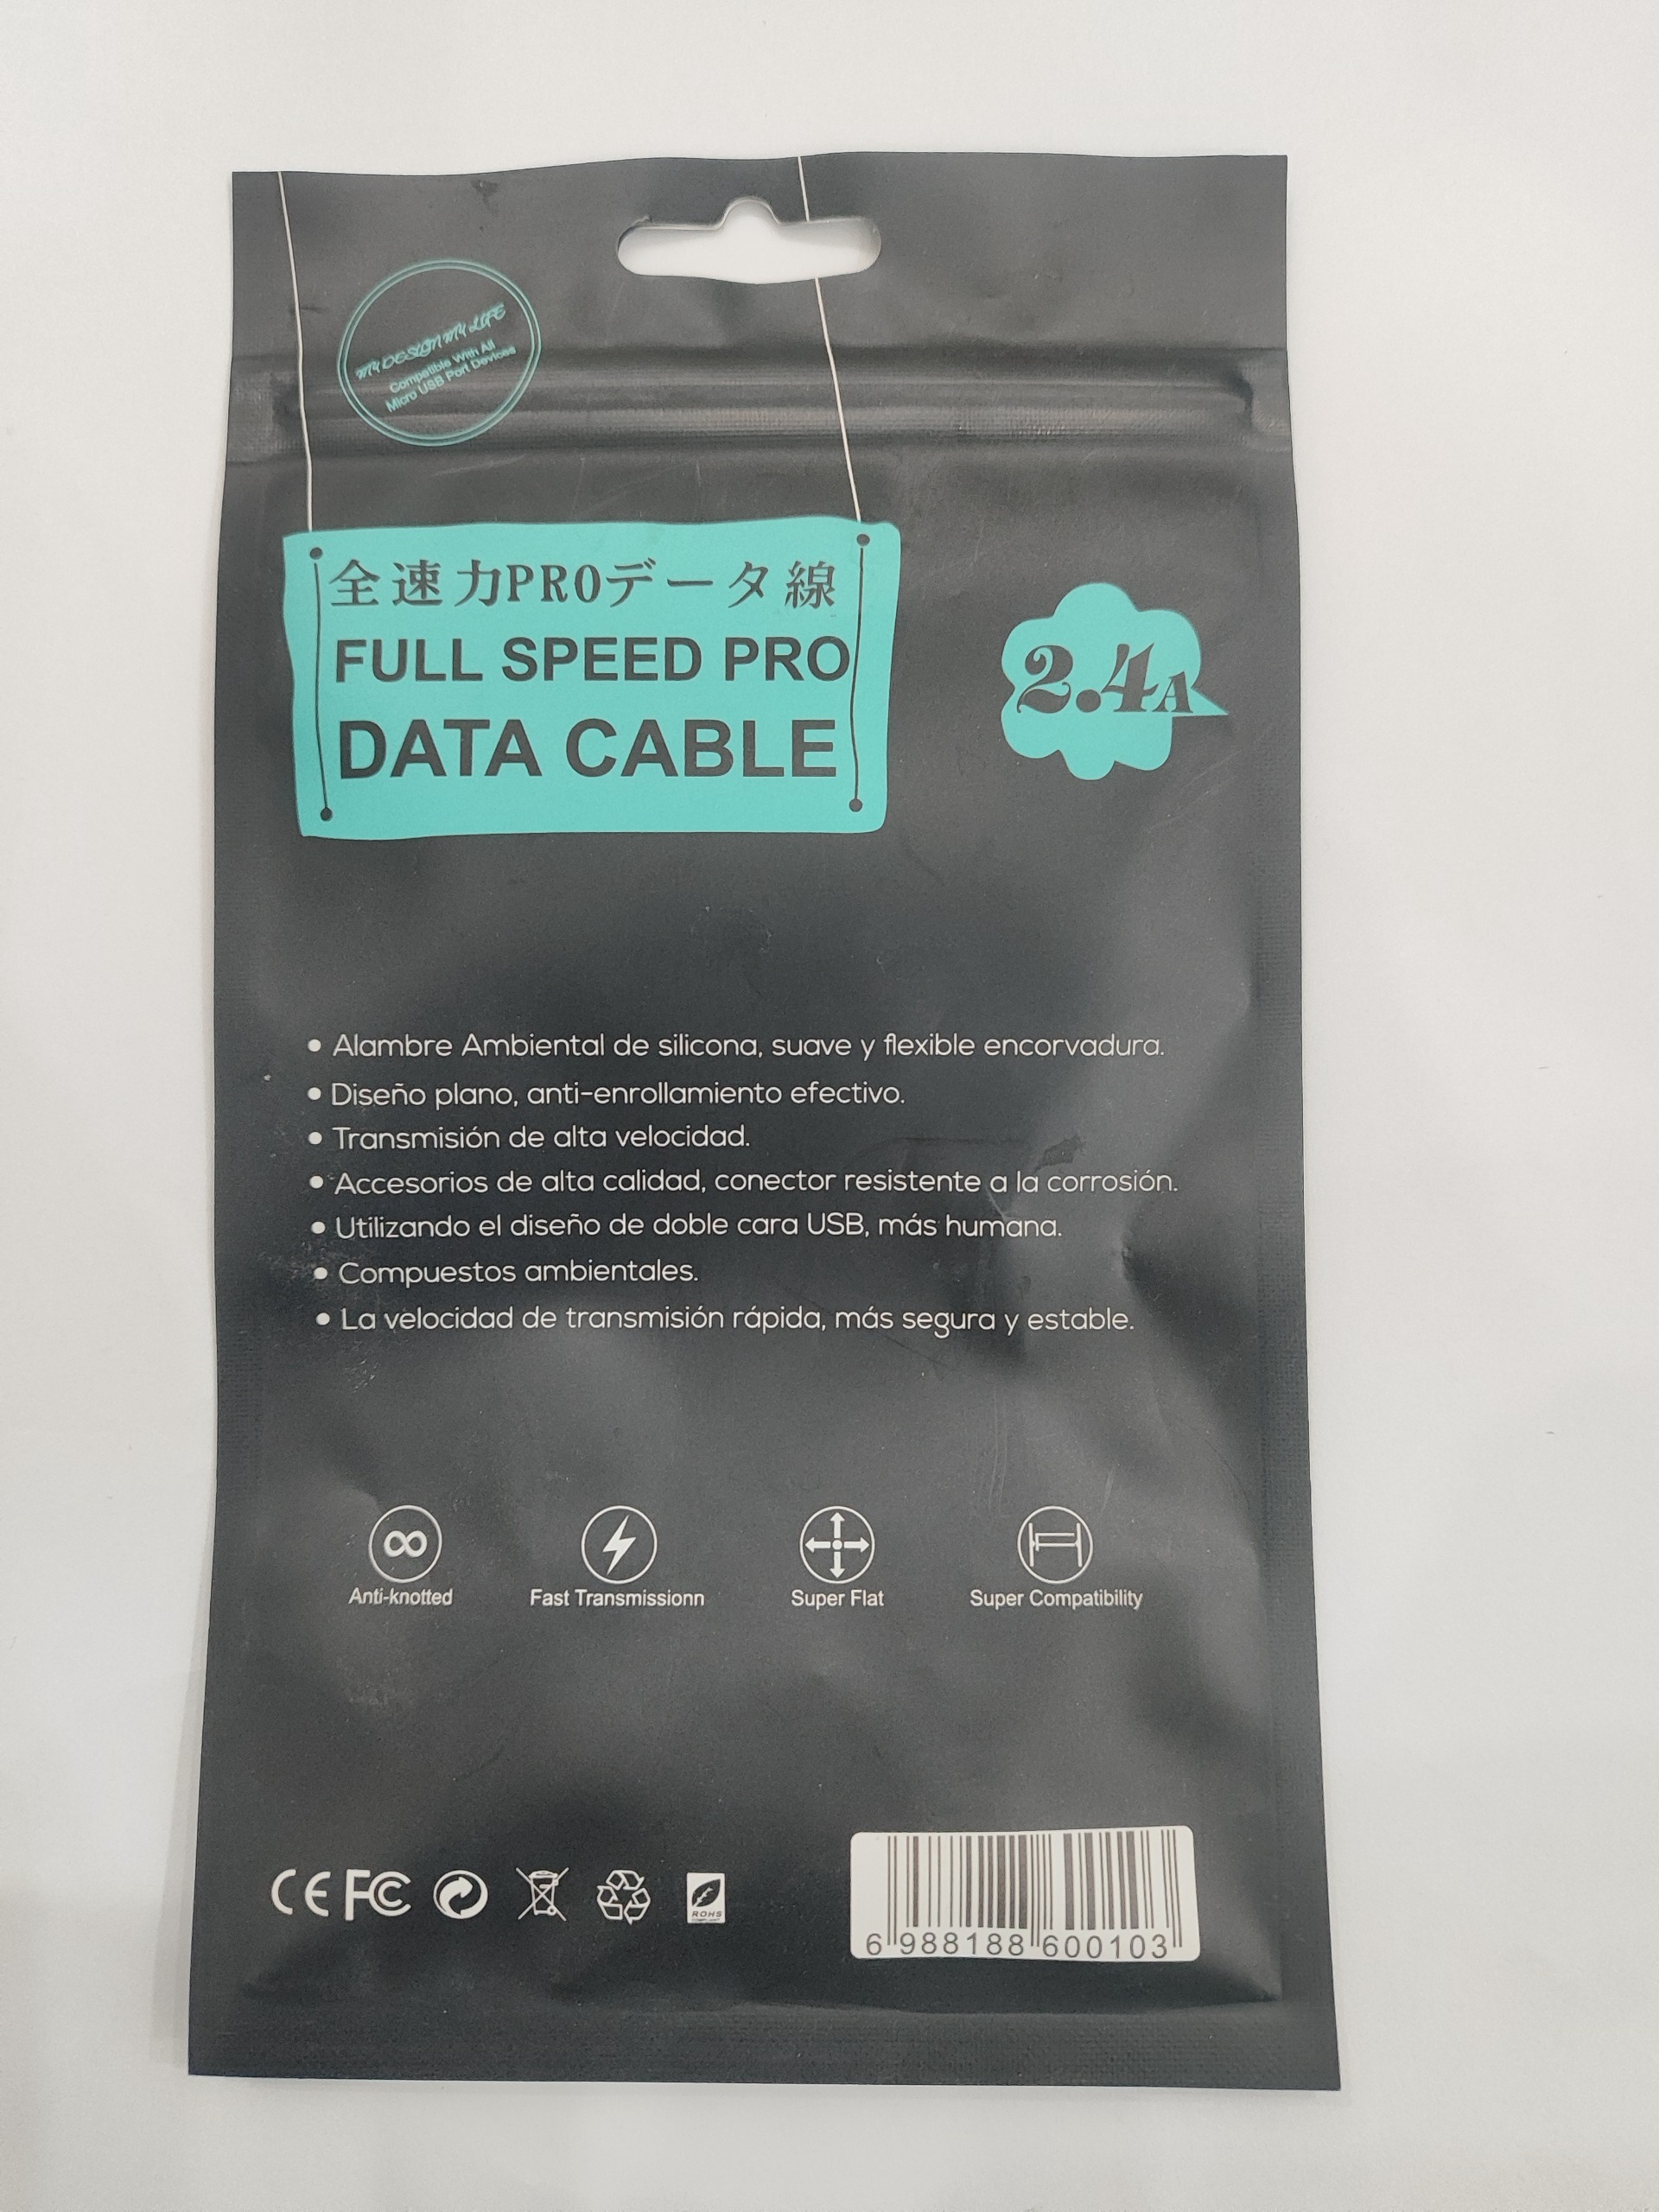 MY DESIGN MY LIFE
Compatible With All
Micro USB Port Devices
全速力PROデータ線
FULL SPEED PRO
DATA CABLE
2.4A
• Alambre Ambiental de silicona, suave y flexible encorvadura.
• Diseño plano, anti-enrollamiento efectivo.
• Transmisión de alta velocidad.
• Accesorios de alta calidad, conector resistente a la corrosión.
• Utilizando el diseño de doble cara USB, más humana.
• Compuestos ambientales.
• La velocidad de transmisión rápida, más segura y estable.
Anti-knotted
Fast Transmissionn
Super Flat
Super Compatibility
CE FC
ROHS
6 988188 600103